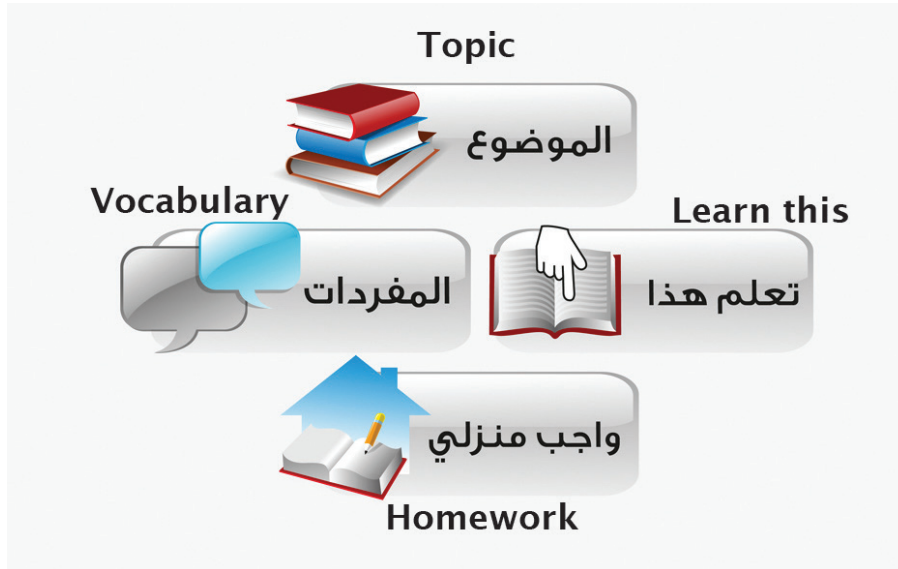 Topic
الموضوع
Vocabulary
المفردات
Learn this
تعلم هذا
واجب منزلي
Homework